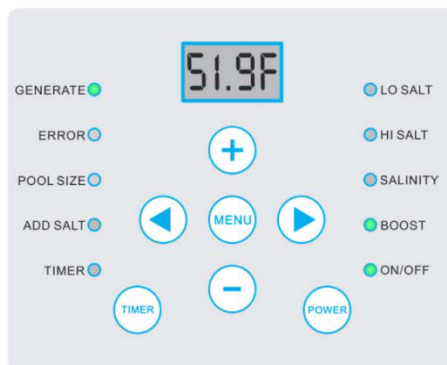 51.9F
GENERATE
LO SALT
ERROR
HI SALT
POOL SIZE
SALINITY
MENU
ADD SALT
BOOST
TIMER
ON/OFF
TIMER
POWER